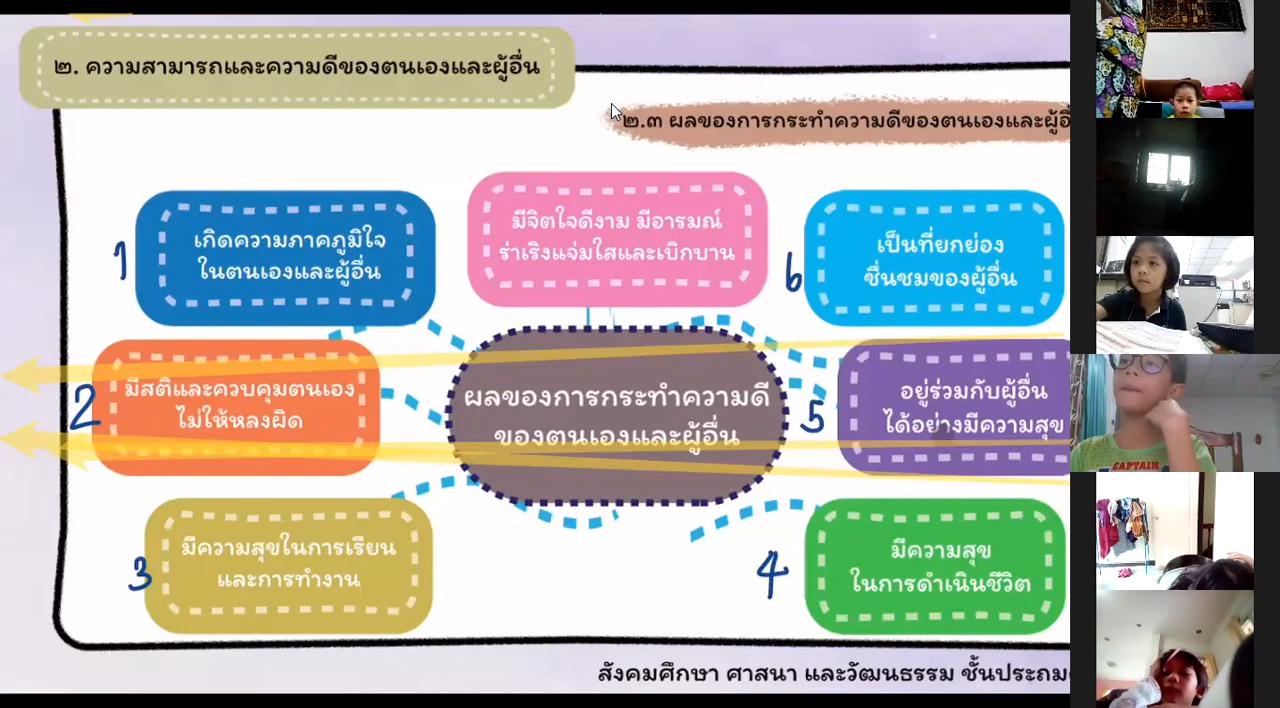 ๒. ความสามารถและความดีของตนเองและผู้อื่น
๒.๓ ผลของการกระทำความดีของตนเองและผู้อื่
1
เกิดความภาคภูมิใจ
ในตนเองและผู้อื่น
มีจิตใจดีงาม มีอารมณ์
ร่าเริงแจ่มใสและเบิกบาน
6
เป็นที่ยกย่อง
ชื่นชมของผู้อื่น
2
มีสติและควบคุมตนเอง
ไม่ให้หลงผิด
ผลของการกระทำความดี
ของตนเองและผู้อื่น
5
อยู่ร่วมกับผู้อื่น
ได้อย่างมีความสุข
3
มีความสุขในการเรียน
และการทำงาน
4
มีความสุข
ในการดำเนินชีวิต
สังคมศึกษา ศาสนา และวัฒนธรรม ชั้นประถม
CAPTAIN